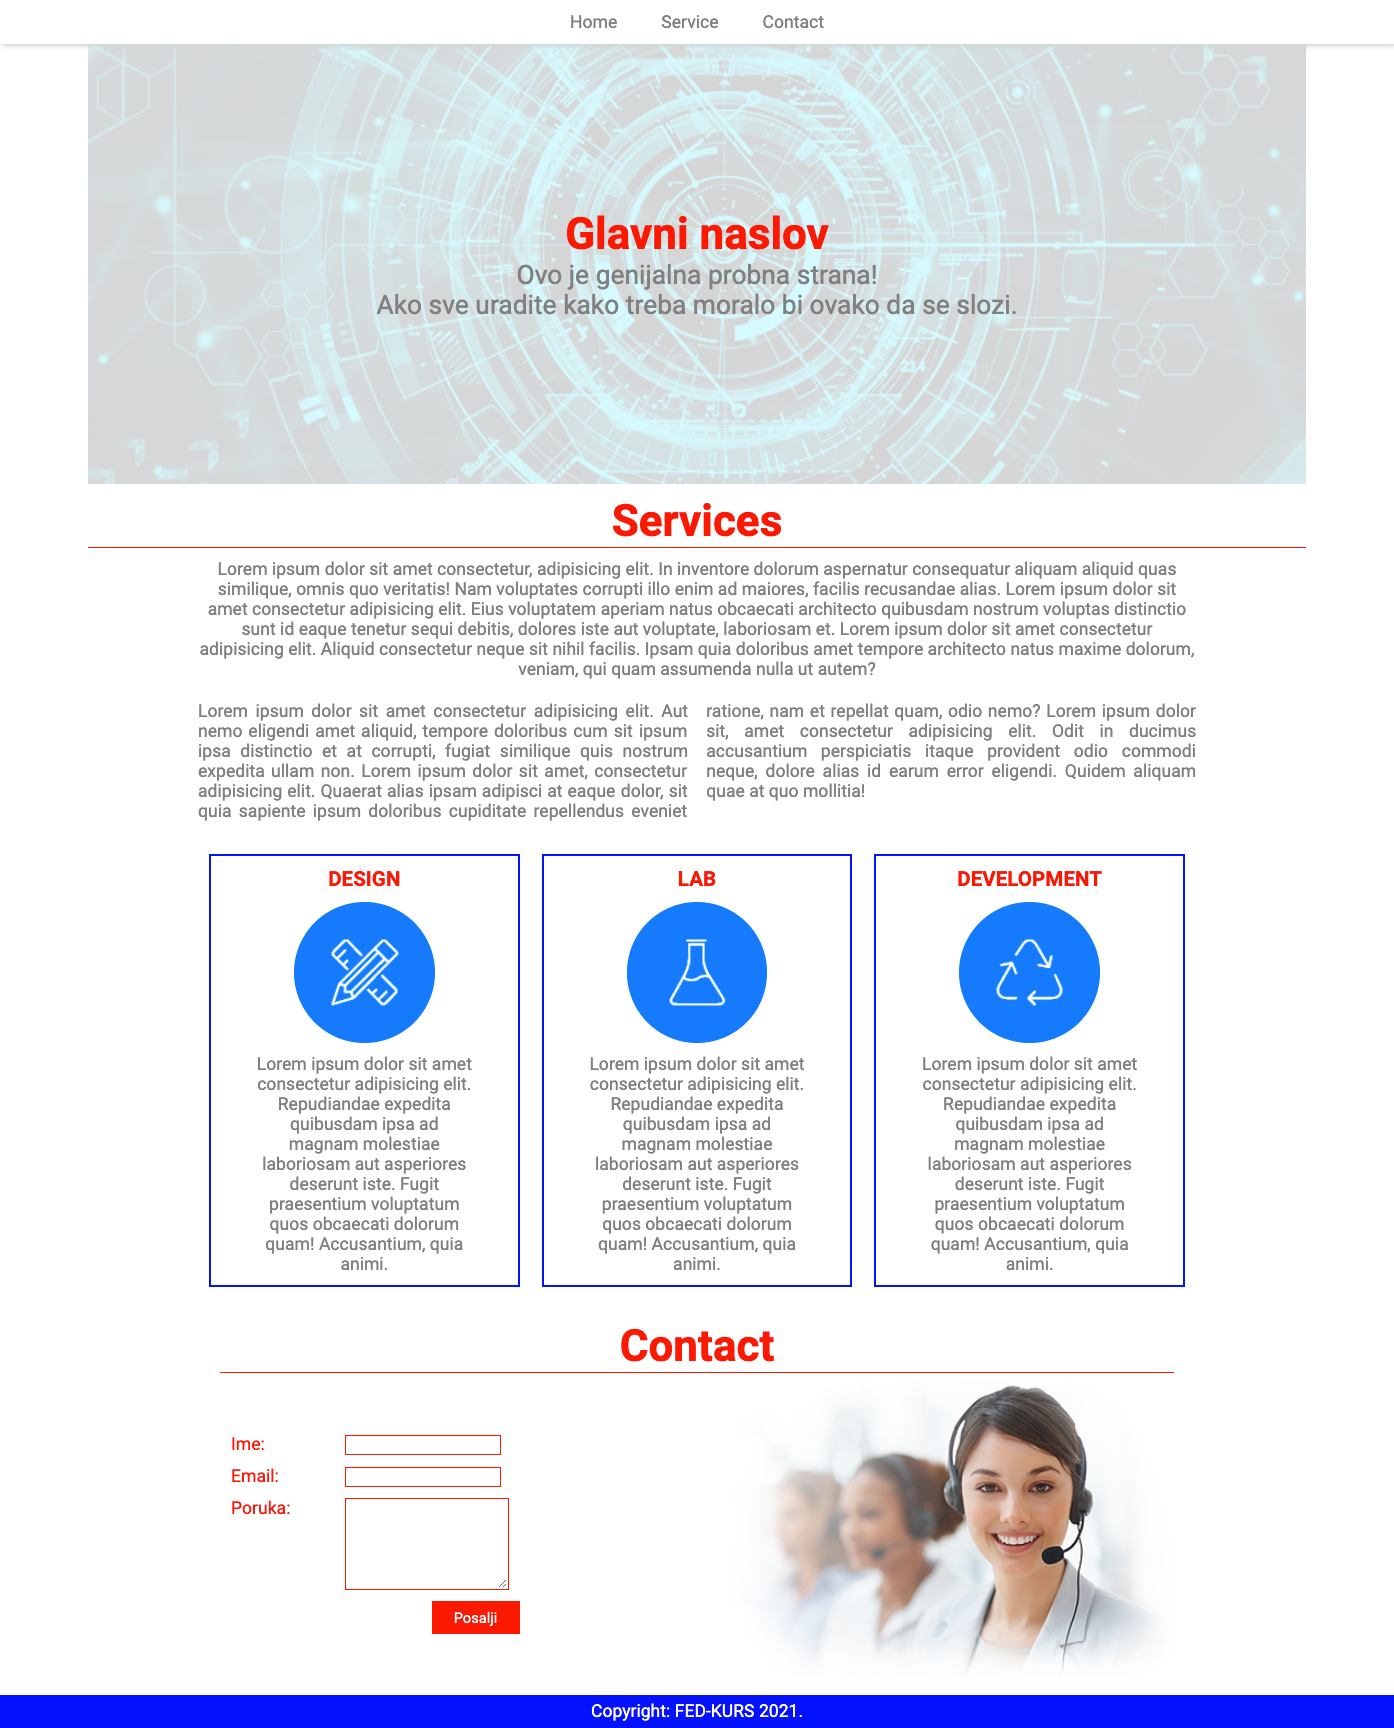 Home Service Contact
Glavni naslov
Ovo je genijalna probna strana!
Ako sve uradite kako treba moralo bi ovako da se slozi.
Services
Lorem ipsum dolor sit amet consectetur, adipisicing elit. In inventore dolorum aspernatur consequatur aliquam aliquid quas
similique, omnis quo veritatis! Nam voluptates corrupti illo enim ad maiores, facilis recusandae alias. Lorem ipsum dolor sit
amet consectetur adipisicing elit. Eius voluptatem aperiam natus obcaecati architecto quibusdam nostrum voluptas distinctio
sunt id eaque tenetur sequi debitis, dolores iste aut voluptate, laboriosam et. Lorem ipsum dolor sit amet consectetur
adipisicing elit. Aliquid consectetur neque sit nihil facilis. Ipsam quia doloribus amet tempore architecto natus maxime dolorum,
veniam, qui quam assumenda nulla ut autem?
Lorem ipsum dolor sit amet consectetur adipisicing elit. Aut
nemo eligendi amet aliquid, tempore doloribus cum sit ipsum
ipsa distinctio et at corrupti, fugiat similique quis nostrum
expedita ullam non. Lorem ipsum dolor sit amet, consectetur
adipisicing elit. Quaerat alias ipsam adipisci at eaque dolor, sit
quia sapiente ipsum doloribus cupiditate repellendus eveniet
ratione, nam et repellat quam, odio nemo? Lorem ipsum dolor
sit, amet consectetur adipisicing elit. Odit in ducimus
accusantium perspiciatis itaque provident odio commodi
neque, dolore alias id earum error eligendi. Quidem aliquam
quae at quo mollitia!
DESIGN
Lorem ipsum dolor sit amet
consectetur adipisicing elit.
Repudiandae expedita
quibusdam ipsa ad
magnam molestiae
laboriosam aut asperiores
deserunt iste. Fugit
praesentium voluptatum
quos obcaecati dolorum
quam! Accusantium, quia
animi.
LAB
Lorem ipsum dolor sit amet
consectetur adipisicing elit.
Repudiandae expedita
quibusdam ipsa ad
magnam molestiae
laboriosam aut asperiores
deserunt iste. Fugit
praesentium voluptatum
quos obcaecati dolorum
quam! Accusantium, quia
animi.
DEVELOPMENT
Lorem ipsum dolor sit amet
consectetur adipisicing elit.
Repudiandae expedita
quibusdam ipsa ad
magnam molestiae
laboriosam aut asperiores
deserunt iste. Fugit
praesentium voluptatum
quos obcaecati dolorum
quam! Accusantium, quia
animi.
Contact
Ime:
Email:
Poruka:
Posalji
Copyright: FED-KURS 2021.